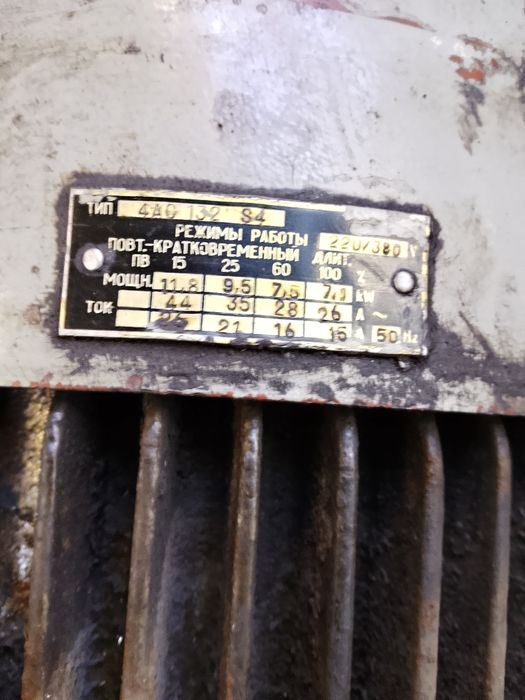 ТИП 4АС 132 S4
РЕЖИМЫ РАБОТЫ 220/380 V
ПОВТ.-КРАТКОВРЕМЕННЫЙ ДЛИТ.
ПВ 15 25 60 100 %
МОЩН. 11.8 9.5 7.5 7.1 kW
ТОК 44 35 28 26 A ~
21 16 15 A 50 Hz